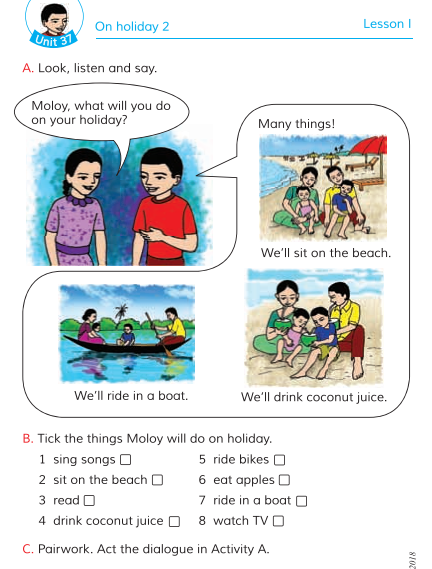 Unit 37
On holiday 2
Lesson 1
A. Look, listen and say.
Moloy, what will you do
on your holiday?
Many things!
We'll sit on the beach.
We'll ride in a boat.
We'll drink coconut juice.
B. Tick the things Moloy will do on holiday.
1 sing songs
2 sit on the beach
3 read
4 drink coconut juice
5 ride bikes
6 eat apples
7 ride in a boat
8 watch TV
C. Pairwork. Act the dialogue in Activity A.
2018